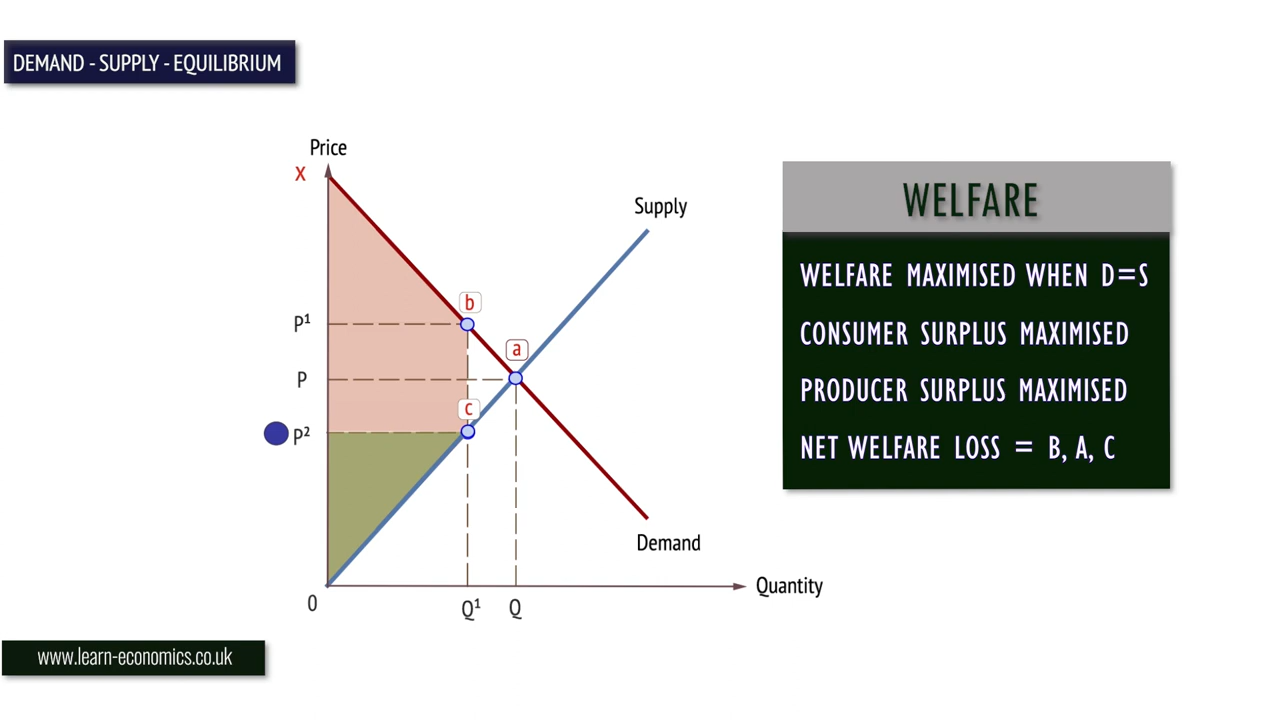 DEMAND - SUPPLY - EQUILIBRIUM
Price
X
Supply
b
P¹
a
P
c
P²
Demand
Quantity
0
Q¹
Q
WELFARE
WELFARE MAXIMISED WHEN D=S
CONSUMER SURPLUS MAXIMISED
PRODUCER SURPLUS MAXIMISED
NET WELFARE LOSS = B, A, C
www.learn-economics.co.uk